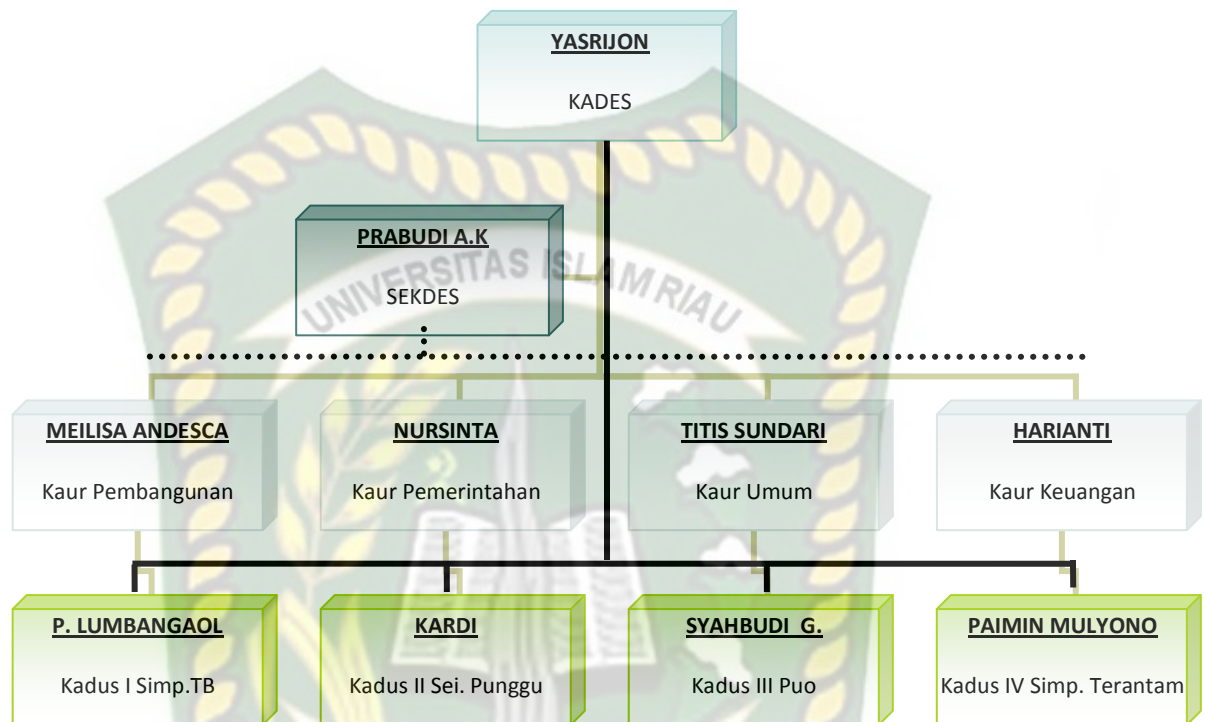 YASRIJON
KADES
PRABUDI A.K
SEKDES
UNIVERSITAS ISLAM RIAU
MEILISA ANDESCA
Kaur Pembangunan
NURSINTA
Kaur Pemerintahan
TITIS SUNDARI
Kaur Umum
HARIANTI
Kaur Keuangan
P. LUMBANGAOL
Kadus I Simp.TB
KARDI
Kadus II Sei. Punggu
SYAHBUDI  G.
Kadus III Puo
PAIMIN MULYONO
Kadus IV Simp. Terantam